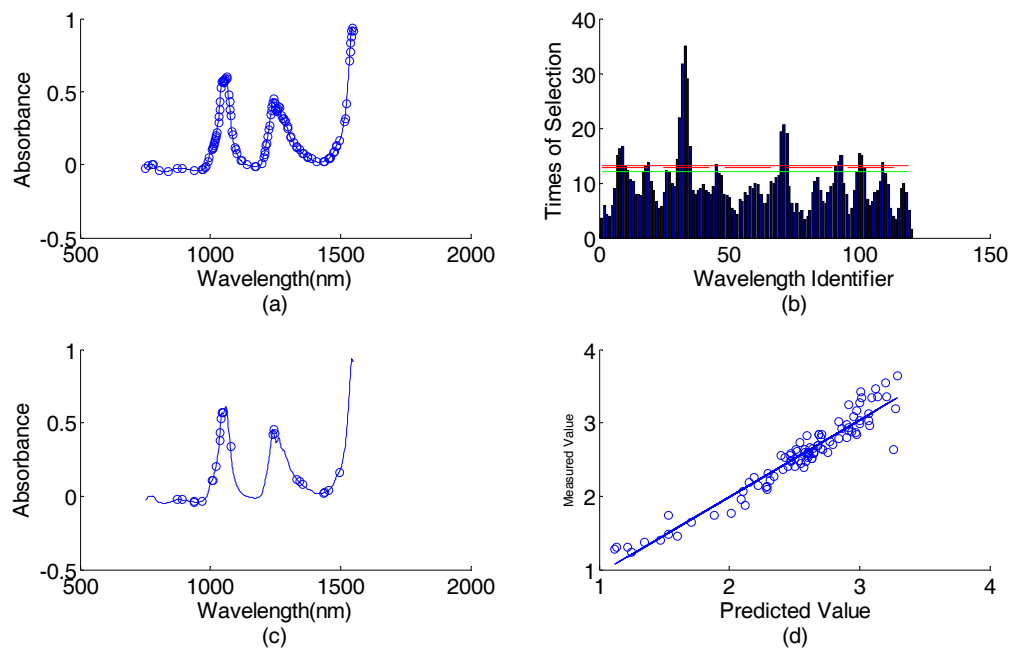 1
0.5
0
-0.5
500
1000
1500
2000
Absorbance
Wavelength(nm)
(a)
40
30
20
10
0
0
50
100
150
Times of Selection
Wavelength Identifier
(b)
1
0.5
0
-0.5
500
1000
1500
2000
Absorbance
Wavelength(nm)
(c)
4
3
2
1
1
2
3
4
Measured Value
Predicted Value
(d)